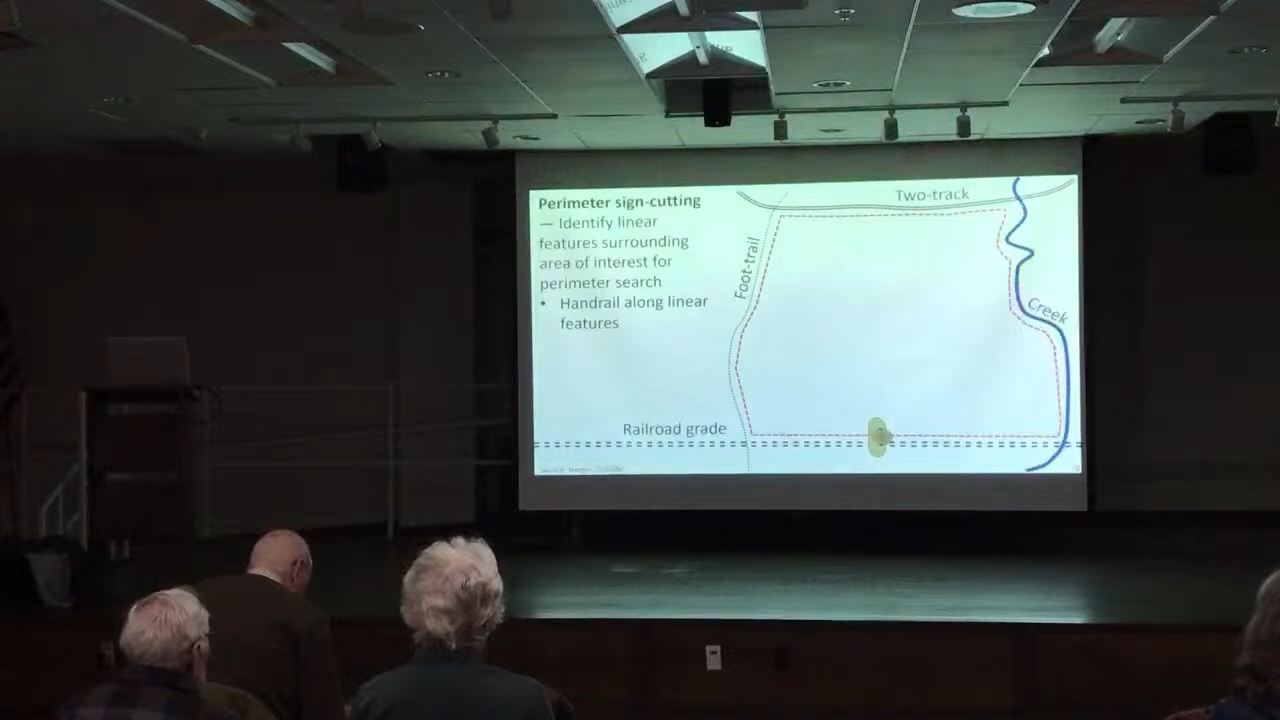 Perimeter sign-cutting
— Identify linear
features surrounding
area of interest for
perimeter search
• Handrail along linear
features
Two-track
Foot-trail
Creek
Railroad grade